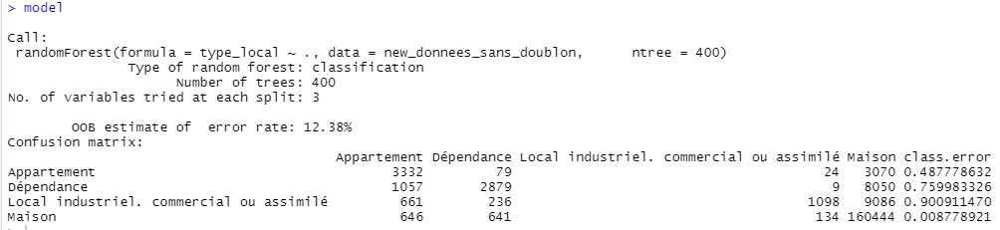 > model
Call:
randomForest(formula = type_local ~ ., data = new_donnees_sans_doublon,      ntree = 400)
Type of random forest: classification
Number of trees: 400
No. of variables tried at each split: 3
OOB estimate of  error rate: 12.38%
Confusion matrix:
Appartement Dépendance Local industriel. commercial ou assimilé Maison class.error
Appartement 3332 79 24 3070 0.487778632
Dépendance 1057 2879 9 8050 0.759983326
Local industriel. commercial ou assimilé 661 236 1098 9086 0.900911470
Maison 646 641 134 160444 0.008778921
>